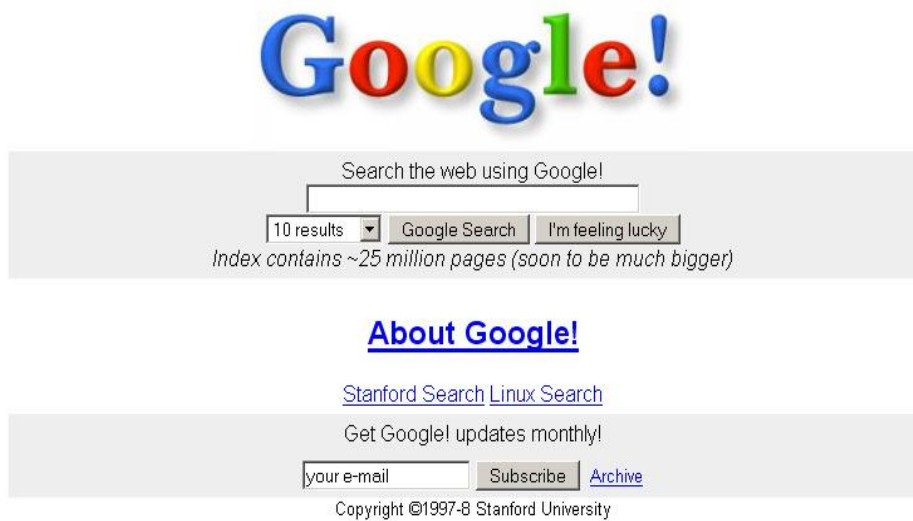 Google!
Search the web using Google!
10 results Google Search I'm feeling lucky
Index contains ~25 million pages (soon to be much bigger)
About Google!
Stanford Search Linux Search
Get Google! updates monthly!
your e-mail Subscribe Archive
Copyright ©1997-8 Stanford University